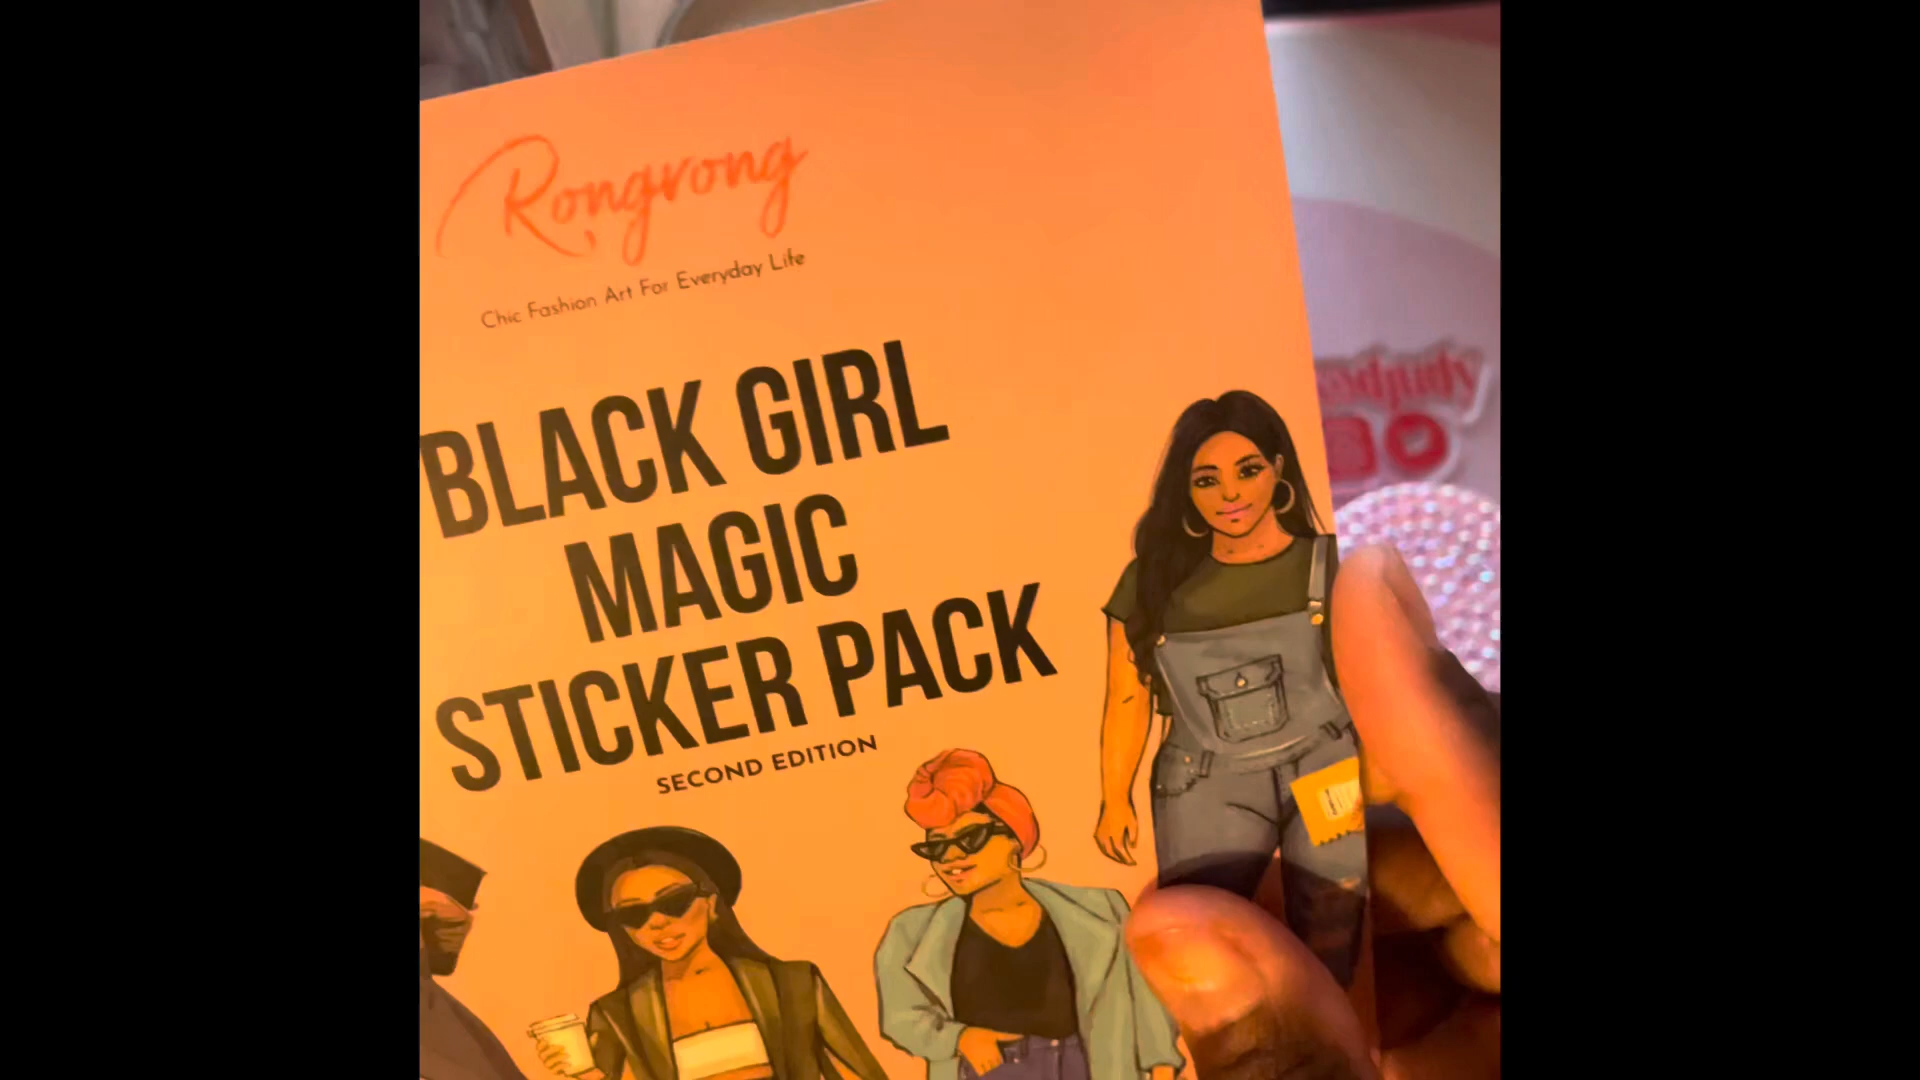 Rongrong
Chic Fashion Art For Everyday Life
BLACK GIRL
MAGIC
STICKER PACK
SECOND EDITION